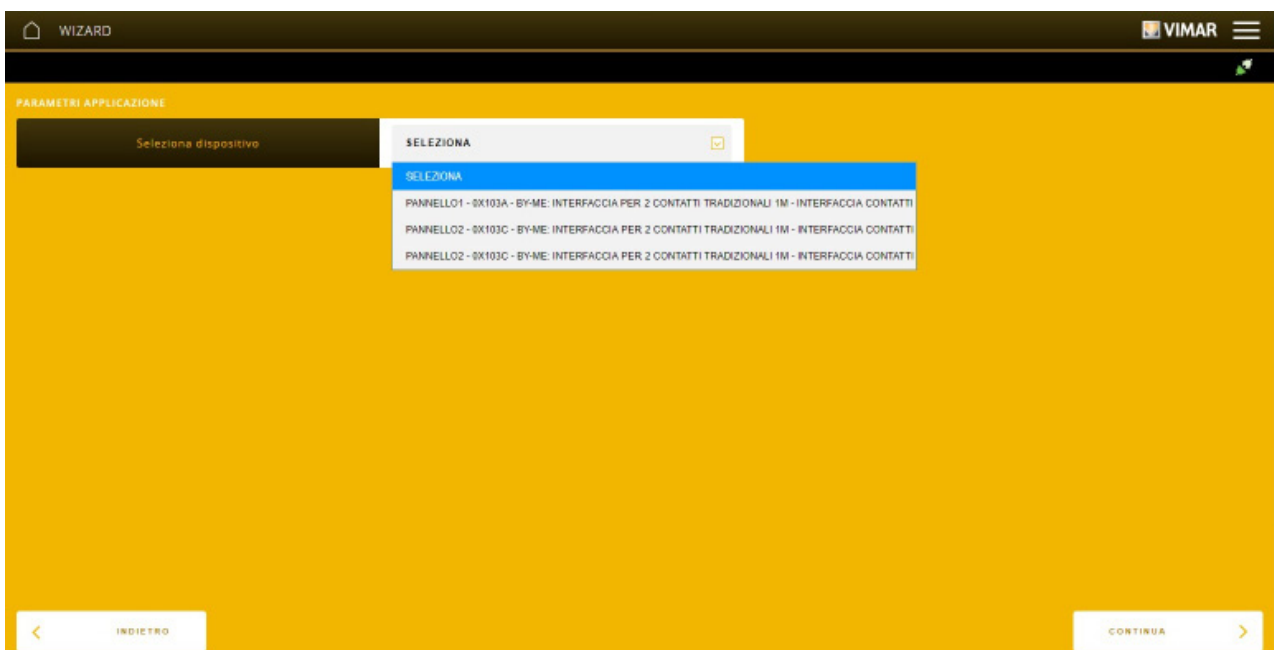 WIZARD
VIMAR
PARAMETRI APPLICAZIONE
Seleziona dispositivo
SELEZIONA
SELEZIONA
PANNELLO1 - 0X103A - BY-ME: INTERFACCIA PER 2 CONTATTI TRADIZIONALI 1M - INTERFACCIA CONTATTI
PANNELLO2 - 0X103C - BY-ME: INTERFACCIA PER 2 CONTATTI TRADIZIONALI 1M - INTERFACCIA CONTATTI
PANNELLO2 - 0X103C - BY-ME: INTERFACCIA PER 2 CONTATTI TRADIZIONALI 1M - INTERFACCIA CONTATTI
INDIETRO
CONTINUA